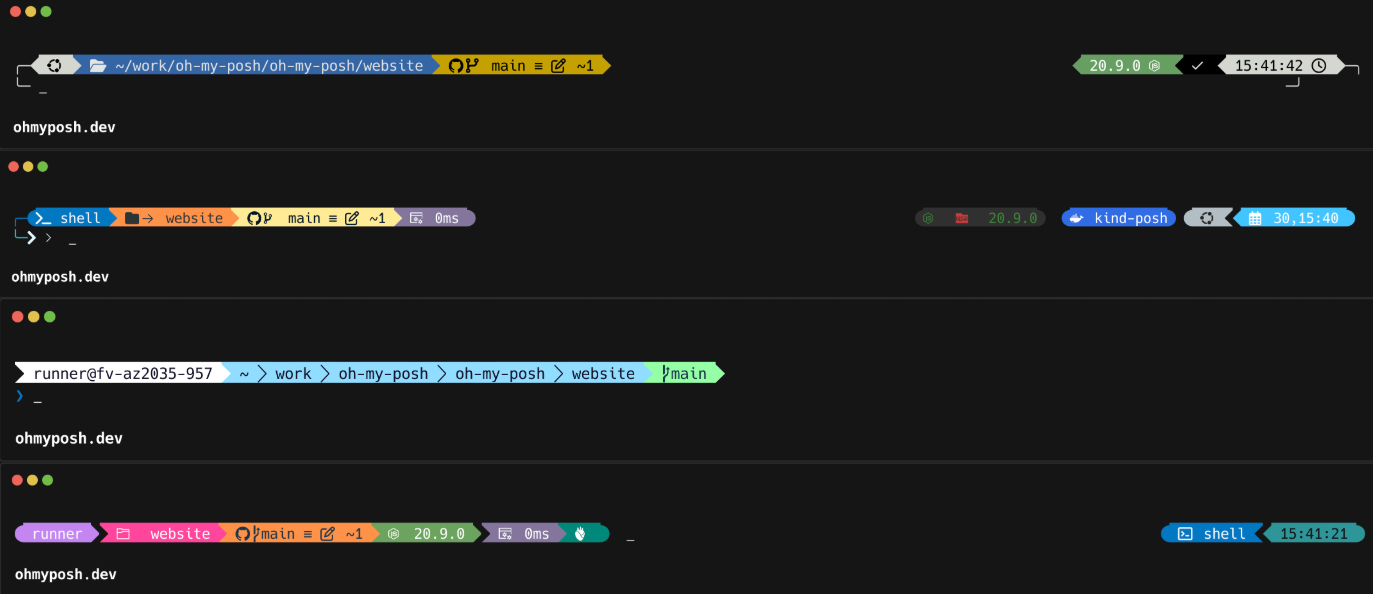 ~/work/oh-my-posh/oh-my-posh/website main ≡ ~1 20.9.0 15:41:42
_
ohmyposh.dev
shell → website main ≡ ~1 0ms 20.9.0 kind-posh 30,15:40
_
ohmyposh.dev
runner@fv-az2035-957 ~ work oh-my-posh oh-my-posh website main
❯ _
ohmyposh.dev
runner website main ≡ ~1 20.9.0 0ms _ shell 15:41:21
ohmyposh.dev